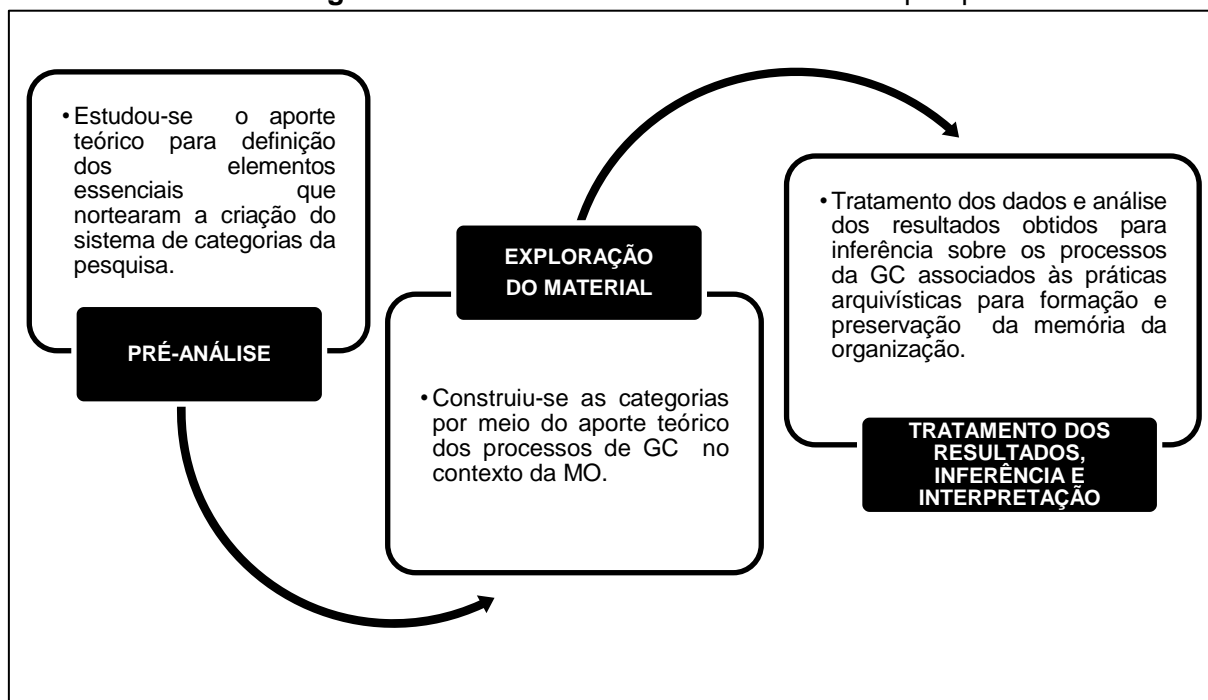 • Estudou-se o aporte
teórico para definição
dos elementos
essenciais que
nortearam a criação do
sistema de categorias da
pesquisa.
PRÉ-ANÁLISE
EXPLORAÇÃO
DO MATERIAL
• Construiu-se as categorias
por meio do aporte teórico
dos processos de GC no
contexto da MO.
• Tratamento dos dados e análise
dos resultados obtidos para
inferência sobre os processos
da GC associados às práticas
arquivísticas para formação e
preservação da memória da
organização.
TRATAMENTO DOS
RESULTADOS,
INFERÊNCIA E
INTERPRETAÇÃO